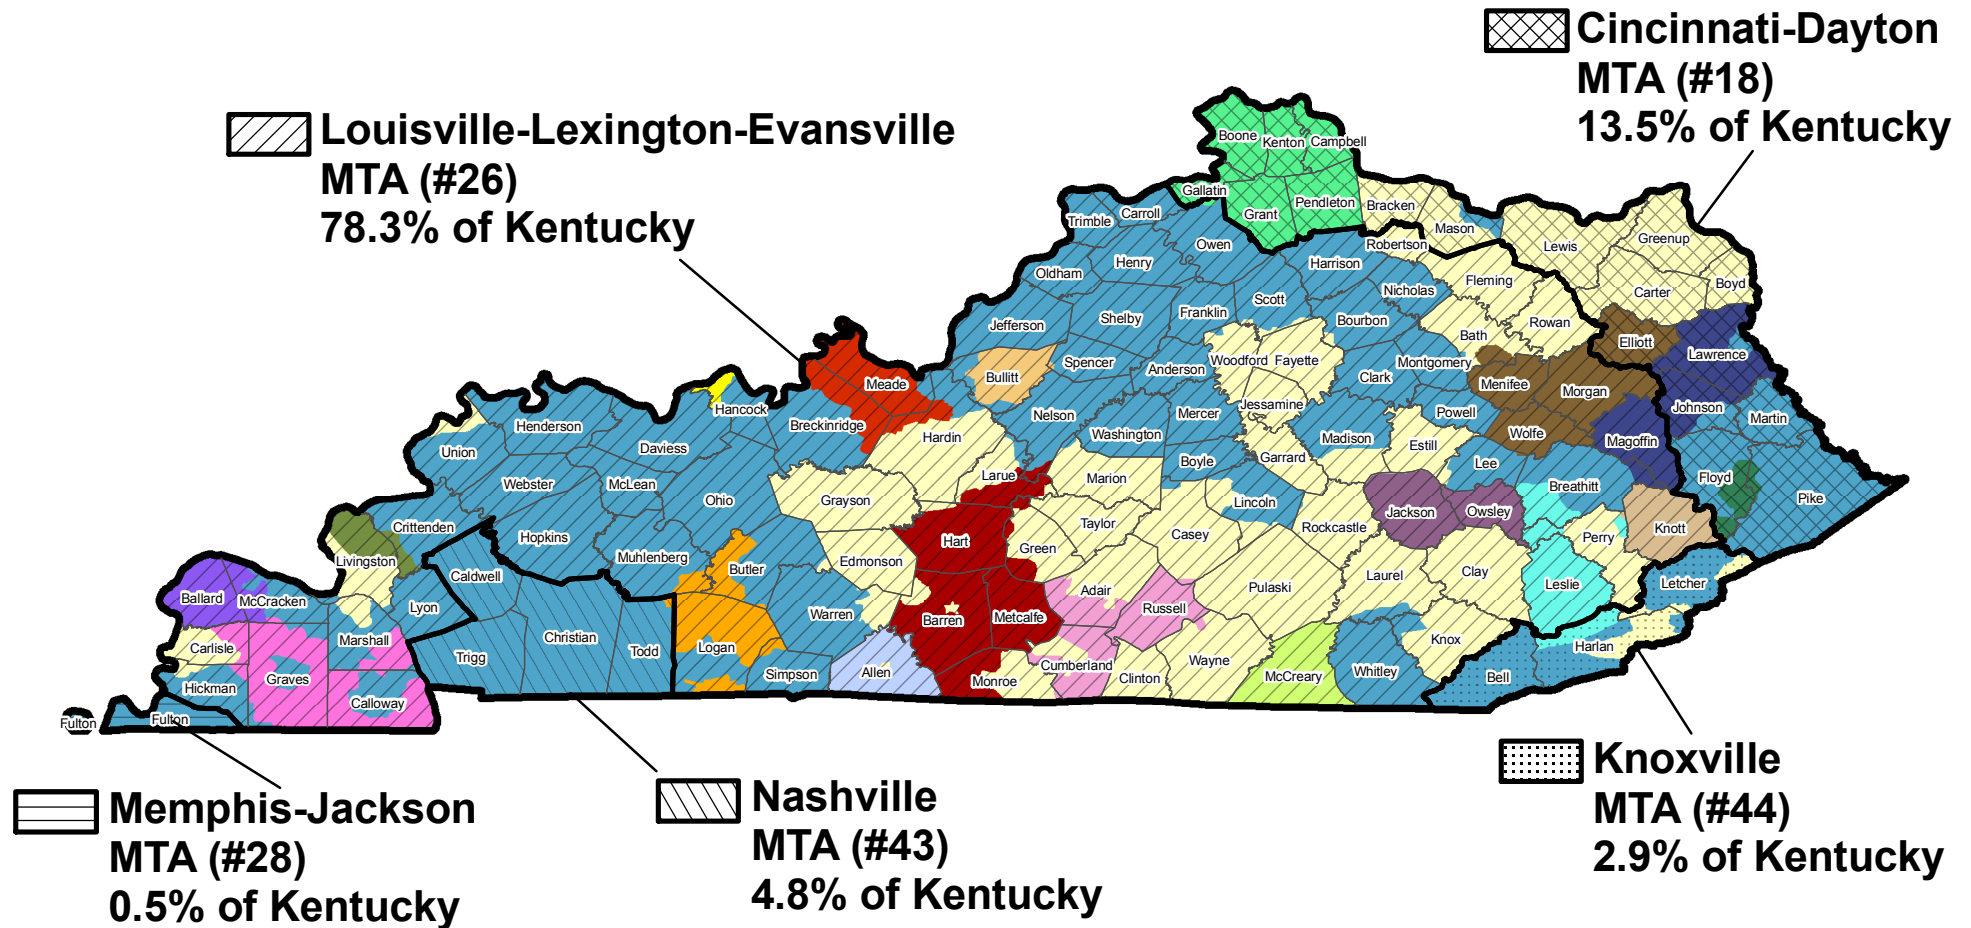 Cincinnati-Dayton
MTA (#18)
13.5% of Kentucky
Louisville-Lexington-Evansville
MTA (#26)
78.3% of Kentucky
Boone
Kenton
Campbell
Gallatin
Grant
Pendleton
Bracken
Mason
Lewis
Greenup
Trimble
Carroll
Owen
Robertson
Carter
Boyd
Oldham
Henry
Harrison
Fleming
Nicholas
Scott
Franklin
Jefferson
Shelby
Bourbon
Bath
Rowan
Elliott
Lawrence
Bullitt
Spencer
Anderson
Woodford
Fayette
Montgomery
Clark
Menifee
Morgan
Meade
Hancock
Breckinridge
Nelson
Mercer
Jessamine
Powell
Johnson
Martin
Henderson
Daviess
Hardin
Washington
Madison
Estill
Wolfe
Magoffin
Union
Webster
McLean
Ohio
Grayson
Larue
Marion
Boyle
Garrard
Lee
Breathitt
Floyd
Pike
Crittenden
Hopkins
Muhlenberg
Hart
Green
Taylor
Casey
Lincoln
Rockcastle
Jackson
Owsley
Perry
Knott
Livingston
Caldwell
Butler
Edmonson
Adair
Pulaski
Laurel
Clay
Leslie
Letcher
Ballard
McCracken
Lyon
Warren
Barren
Metcalfe
Russell
Carlisle
Marshall
Christian
Todd
Logan
Knox
Harlan
Trigg
Simpson
Allen
Monroe
Cumberland
Clinton
Wayne
McCreary
Whitley
Bell
Hickman
Graves
Calloway
Fulton
Fulton
Knoxville
MTA (#44)
2.9% of Kentucky
Nashville
MTA (#43)
4.8% of Kentucky
Memphis-Jackson
MTA (#28)
0.5% of Kentucky